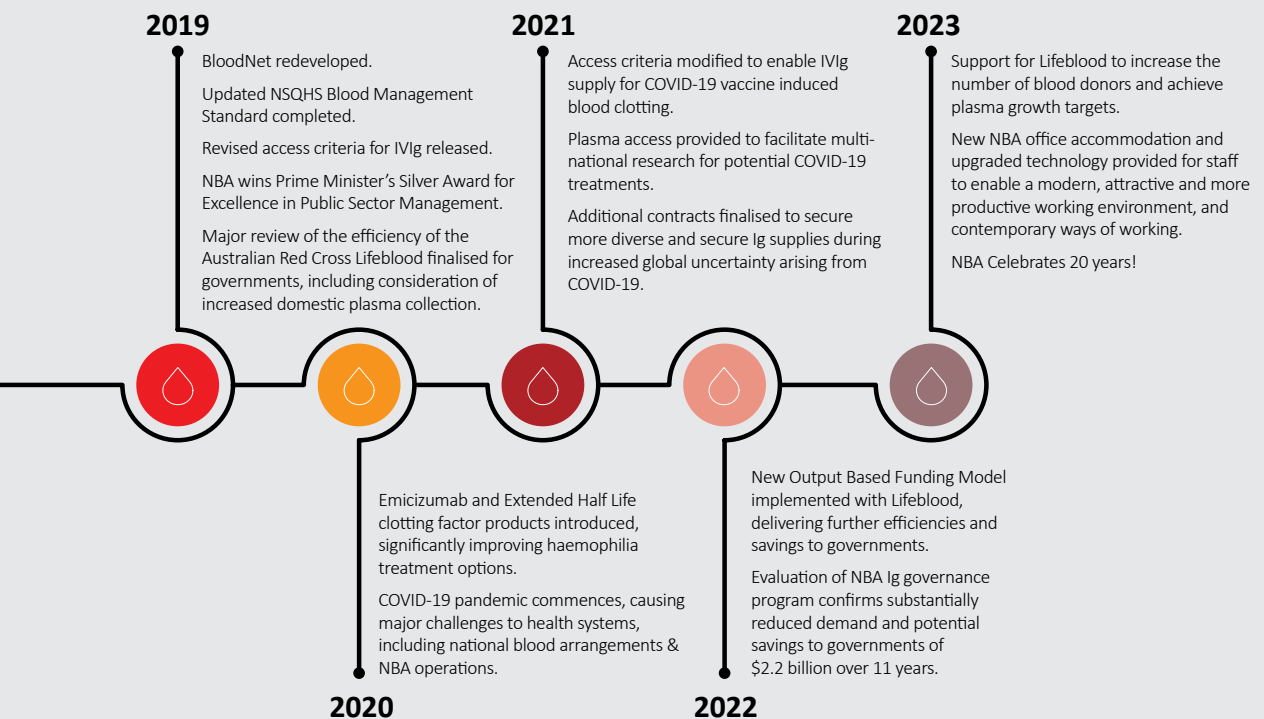 2019
BloodNet redeveloped.
Updated NSQHS Blood Management
Standard completed.
Revised access criteria for IVIg released.
NBA wins Prime Minister's Silver Award for
Excellence in Public Sector Management.
Major review of the efficiency of the
Australian Red Cross Lifeblood finalised for
governments, including consideration of
increased domestic plasma collection.
2020
Emicizumab and Extended Half Life
clotting factor products introduced,
significantly improving haemophilia
treatment options.
COVID-19 pandemic commences, causing
major challenges to health systems,
including national blood arrangements &
NBA operations.
2021
Access criteria modified to enable IVIg
supply for COVID-19 vaccine induced
blood clotting.
Plasma access provided to facilitate multi-
national research for potential COVID-19
treatments.
Additional contracts finalised to secure
more diverse and secure Ig supplies during
increased global uncertainty arising from
COVID-19.
2022
New Output Based Funding Model
implemented with Lifeblood,
delivering further efficiencies and
savings to governments.
Evaluation of NBA Ig governance
program confirms substantially
reduced demand and potential
savings to governments of
$2.2 billion over 11 years.
2023
Support for Lifeblood to increase the
number of blood donors and achieve
plasma growth targets.
New NBA office accommodation and
upgraded technology provided for staff
to enable a modern, attractive and more
productive working environment, and
contemporary ways of working.
NBA Celebrates 20 years!